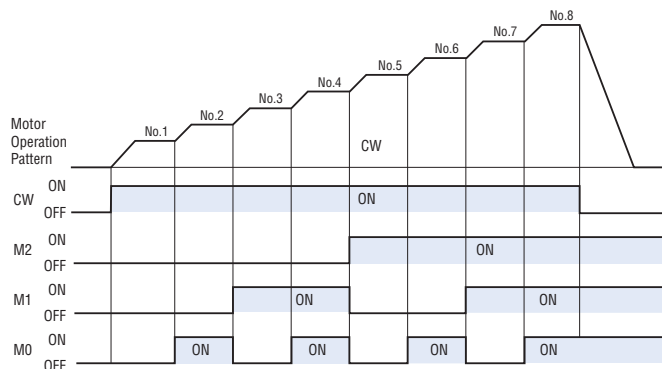 No.8
No.7
No.6
No.5
No.4
No.3
No.2
No.1
Motor
Operation
Pattern
CW
CW ON
OFF
ON
M2 ON
OFF
ON
M1 ON
OFF
ON ON
M0 ON
OFF
ON ON ON ON